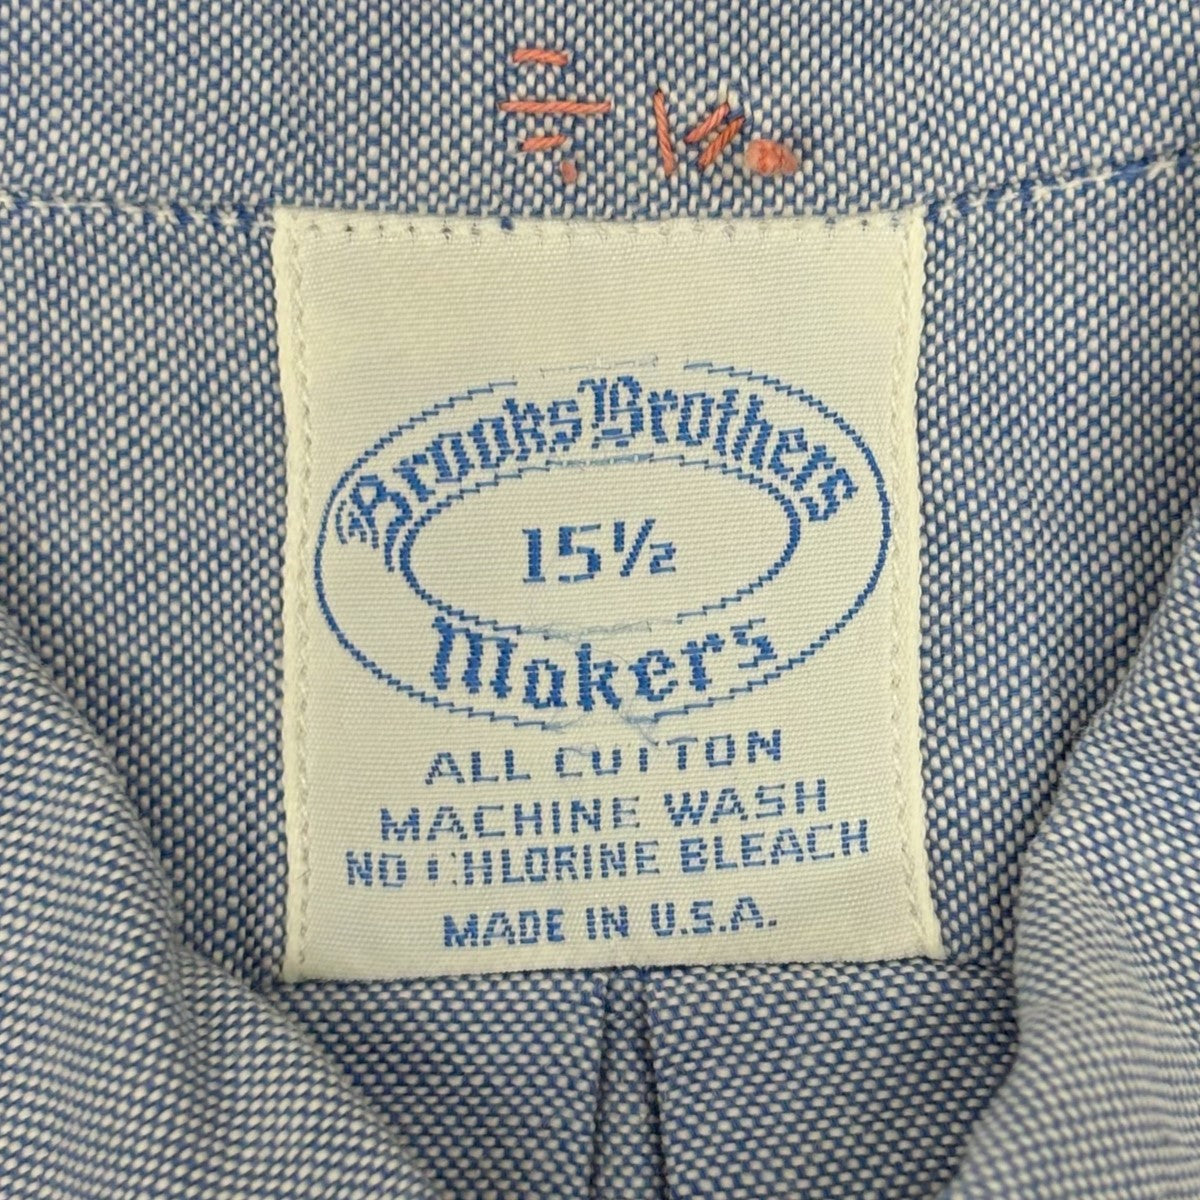 Brooks Brothers
15½
Makers
ALL COTTON
MACHINE WASH
NO CHLORINE BLEACH
MADE IN U.S.A.